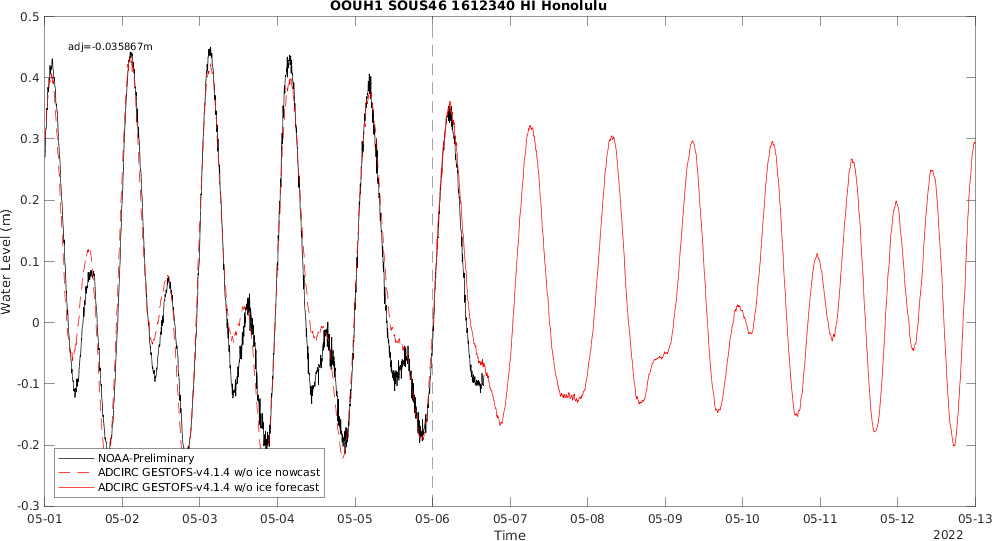 OOUH1 SOUS46 1612340 HI Honolulu
adj=-0.035867m
0.5
0.4
0.3
0.2
0.1
0
-0.1
-0.2
-0.3
Water Level (m)
NOAA-Preliminary
ADCIRC GESTOFS-v4.1.4 w/o ice nowcast
ADCIRC GESTOFS-v4.1.4 w/o ice forecast
05-01 05-02 05-03 05-04 05-05 05-06 05-07 05-08 05-09 05-10 05-11 05-12 05-13
Time
2022